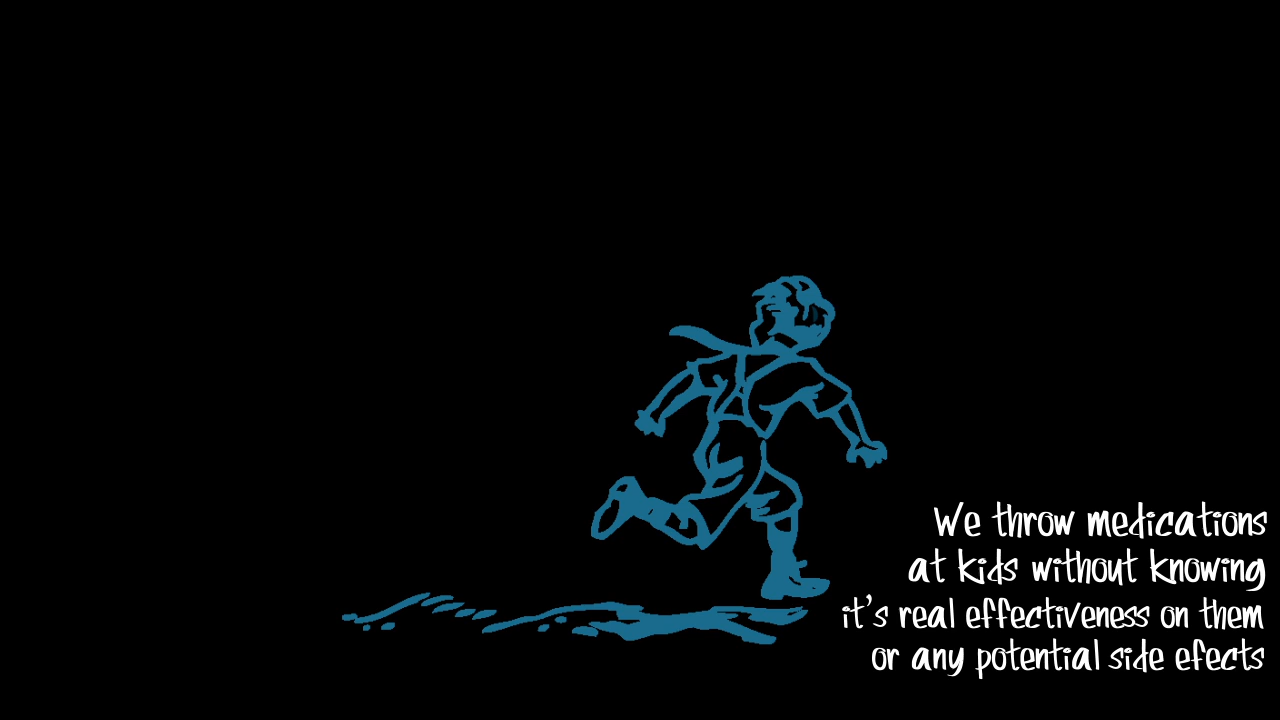 We throw medications
at kids without knowing
it's real effectiveness on them
or any potential side efects